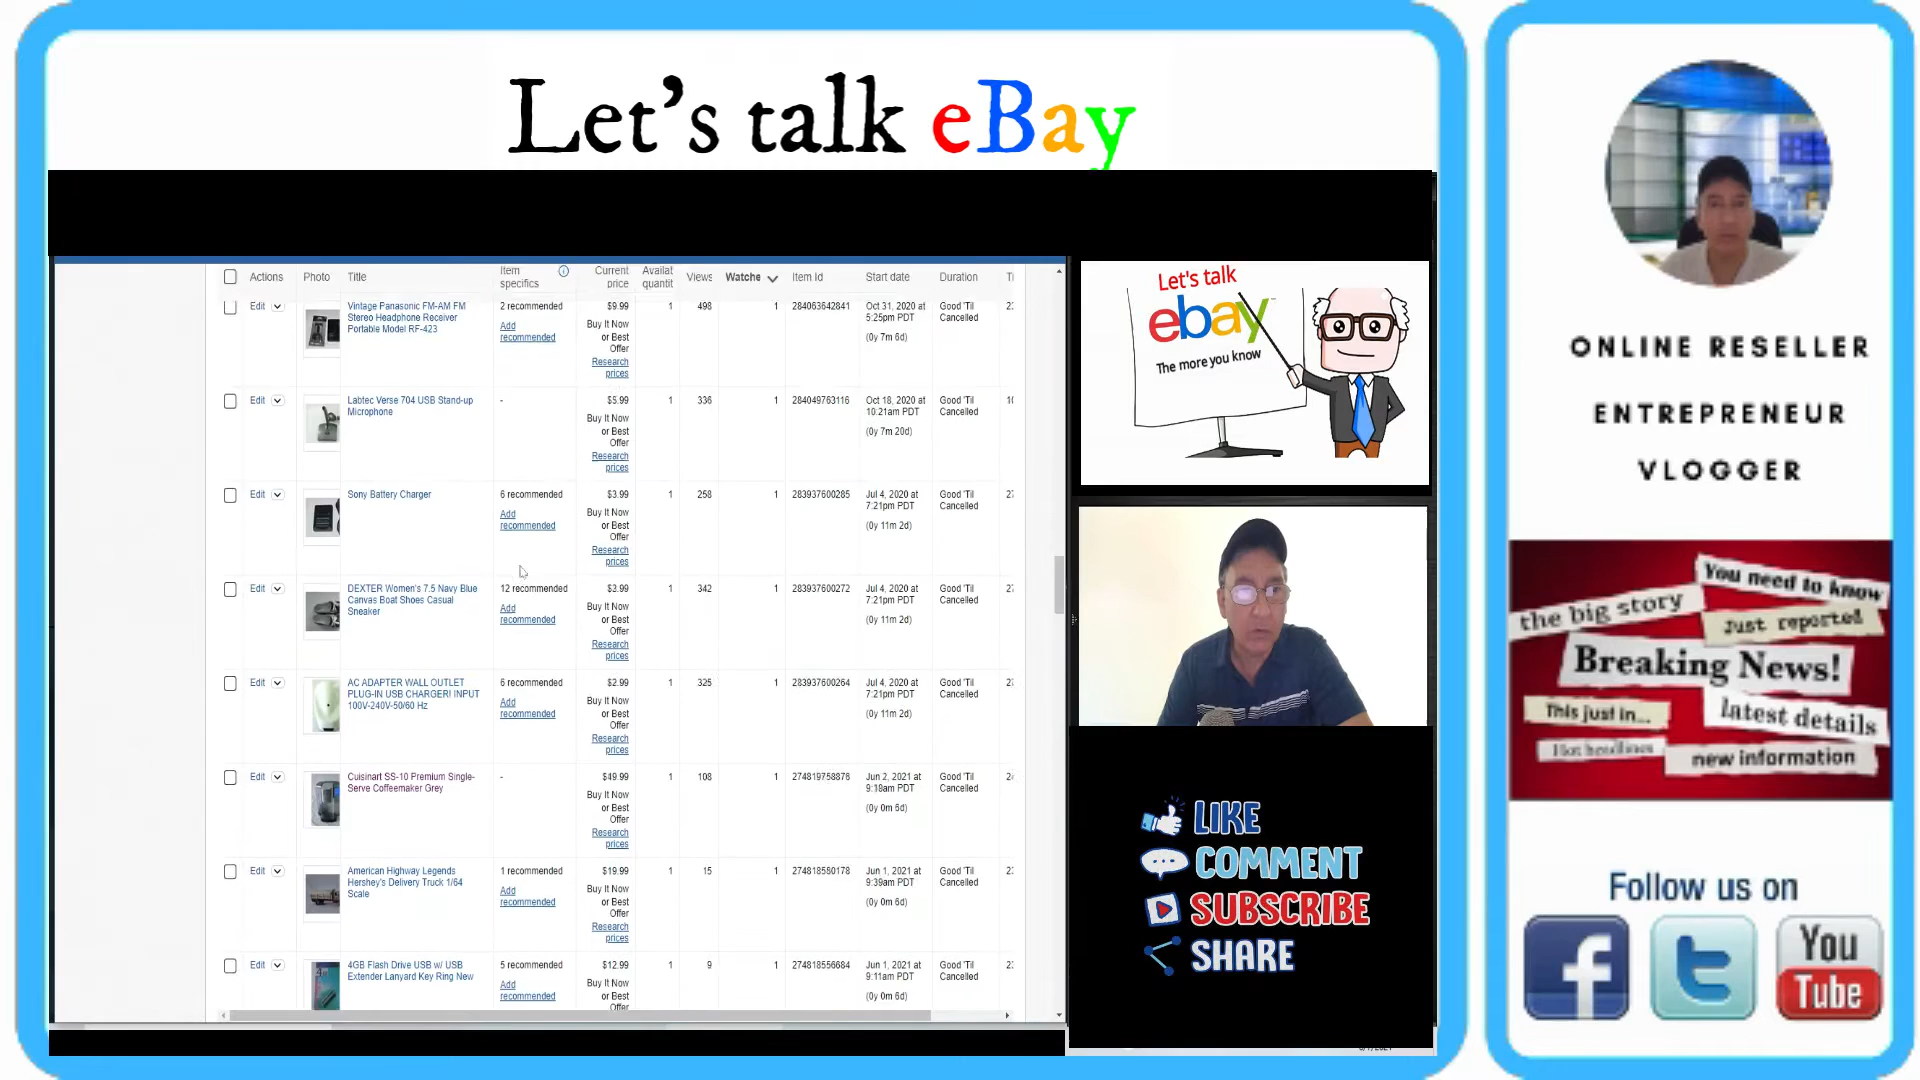 Let's talk eBay
Actions
Photo
Title
Item
specifics
Current
price
Availat
quantit
Views
Watche
Item Id
Start date
Duration
Edit
Vintage Panasonic FM-AM FM
Stereo Headphone Receiver
Portable Model RF-423
2 recommended
Add
recommended
$9.99
Buy It Now
or Best
Offer
Research
prices
1
498
1
284063642841
Oct 31, 2020 at
5:25pm PDT
(0y 7m 6d)
Good 'Til
Cancelled
Edit
Labtec Verse 704 USB Stand-up
Microphone
-
$5.99
Buy It Now
or Best
Offer
Research
prices
1
336
1
284049763116
Oct 18, 2020 at
10:21am PDT
(0y 7m 20d)
Good 'Til
Cancelled
Edit
Sony Battery Charger
6 recommended
Add
recommended
$3.99
Buy It Now
or Best
Offer
Research
prices
1
258
1
283937600285
Jul 4, 2020 at
7:21pm PDT
(0y 11m 2d)
Good 'Til
Cancelled
Edit
DEXTER Women's 7.5 Navy Blue
Canvas Boat Shoes Casual
Sneaker
12 recommended
Add
recommended
$3.99
Buy It Now
or Best
Offer
Research
prices
1
342
1
283937600272
Jul 4, 2020 at
7:21pm PDT
(0y 11m 2d)
Good 'Til
Cancelled
Edit
AC ADAPTER WALL OUTLET
PLUG-IN USB CHARGER! INPUT
100V-240V-50/60 Hz
6 recommended
Add
recommended
$2.99
Buy It Now
or Best
Offer
Research
prices
1
325
1
283937600264
Jul 4, 2020 at
7:21pm PDT
(0y 11m 2d)
Good 'Til
Cancelled
Edit
Cuisinart SS-10 Premium Single-
Serve Coffeemaker Grey
-
$49.99
Buy It Now
or Best
Offer
Research
prices
1
108
1
274819758876
Jun 2, 2021 at
9:18am PDT
(0y 0m 6d)
Good 'Til
Cancelled
Edit
American Highway Legends
Hershey's Delivery Truck 1/64
Scale
1 recommended
Add
recommended
$19.99
Buy It Now
or Best
Offer
Research
prices
1
15
1
274818580178
Jun 1, 2021 at
9:39am PDT
(0y 0m 6d)
Good 'Til
Cancelled
Edit
4GB Flash Drive USB w/ USB
Extender Lanyard Key Ring New
5 recommended
Add
recommended
$12.99
Buy It Now
or Best
Offer
1
9
1
274818556684
Jun 1, 2021 at
9:11am PDT
(0y 0m 6d)
Good 'Til
Cancelled
Let's talk
ebay
The more you know
LIKE
COMMENT
SUBSCRIBE
SHARE
ONLINE RESELLER
ENTREPRENEUR
VLOGGER
You need to know
the big story
Just reported
Breaking News!
This just in...
latest details
Hot headlines
new information
Follow us on
f
t
You
Tube